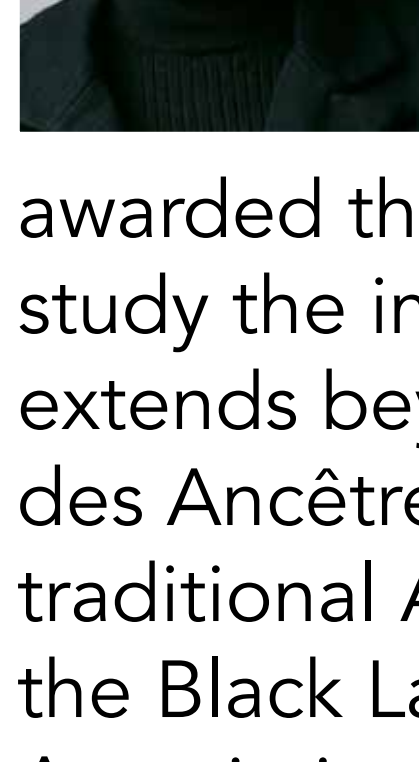 awarded th
study the in
extends bey
des Ancêtre
traditional A
the Black La